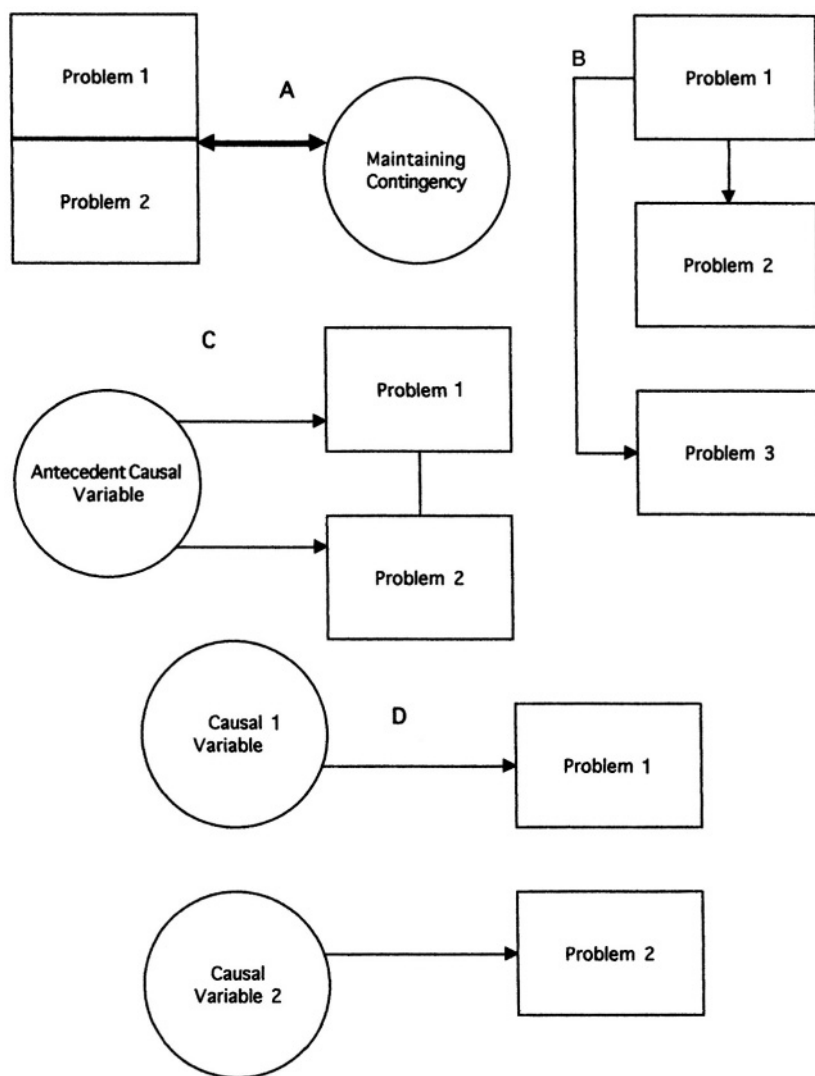 A
Problem 1
Problem 2
Maintaining
Contingency
B
Problem 1
Problem 2
Problem 3
C
Antecedent Causal
Variable
Problem 1
Problem 2
D
Causal 1
Variable
Problem 1
Causal
Variable 2
Problem 2